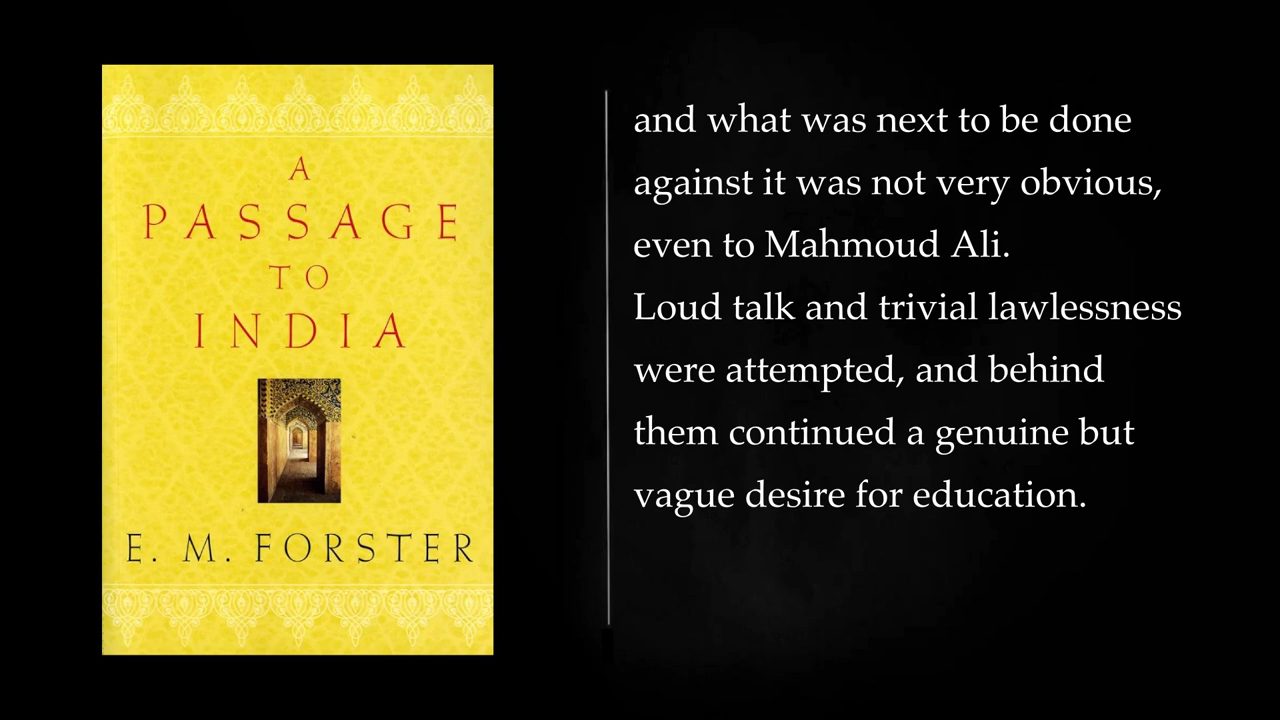 A
PASSAGE
TO
INDIA
E. M. FORSTER
and what was next to be done
against it was not very obvious,
even to Mahmoud Ali.
Loud talk and trivial lawlessness
were attempted, and behind
them continued a genuine but
vague desire for education.